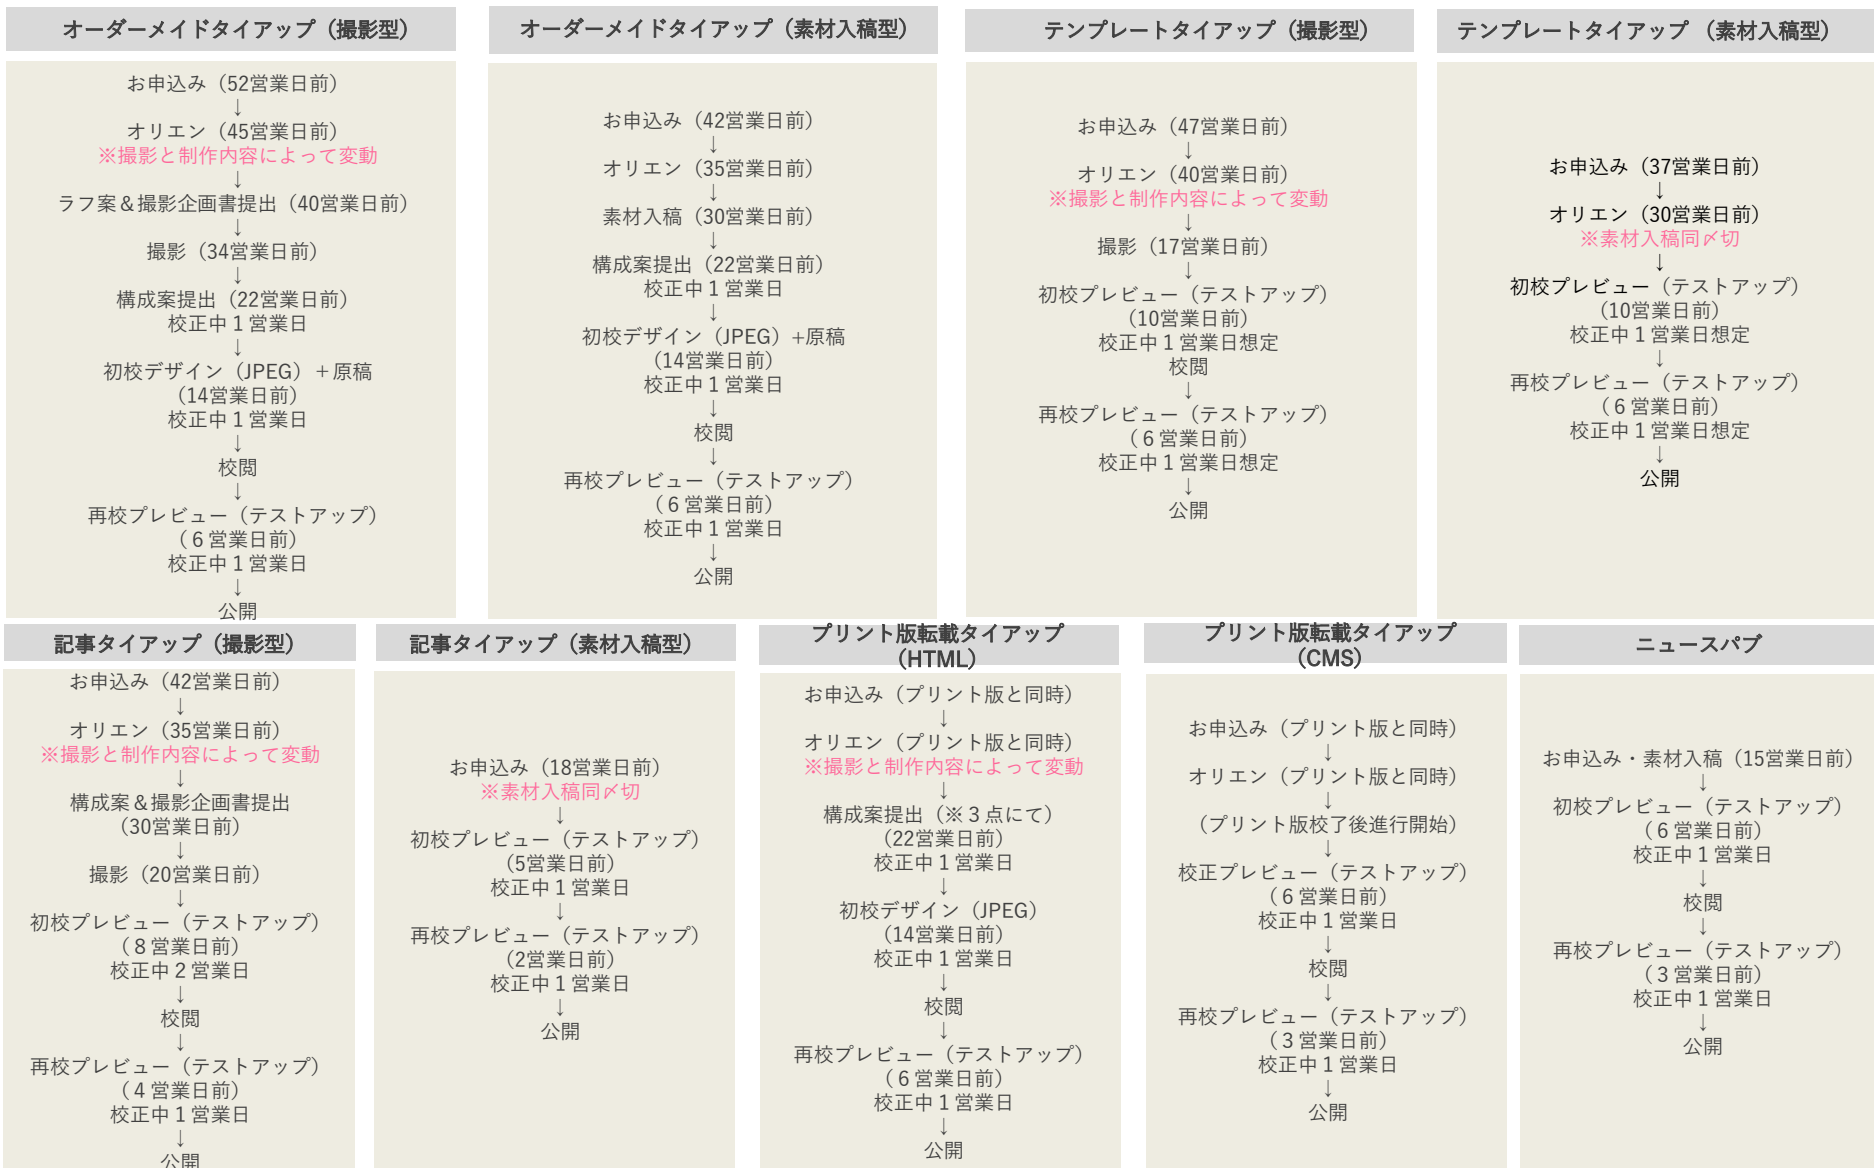 オーダーメイドタイアップ（撮影型）
お申込み（52営業日前）
↓
オリエン（45営業日前）
※撮影と制作内容によって変動
↓
ラフ案＆撮影企画書提出（40営業日前）
↓
撮影（34営業日前）
↓
構成案提出（22営業日前）
校正中１営業日
↓
初校デザイン（JPEG）＋原稿
（14営業日前）
校正中１営業日
↓
校閲
↓
再校プレビュー（テストアップ）
（６営業日前）
校正中１営業日
↓
公開
オーダーメイドタイアップ（素材入稿型）
お申込み（42営業日前）
↓
オリエン（35営業日前）
↓
素材入稿（30営業日前）
↓
構成案提出（22営業日前）
校正中１営業日
↓
初校デザイン（JPEG）+原稿
（14営業日前）
校正中１営業日
↓
校閲
↓
再校プレビュー（テストアップ）
（６営業日前）
校正中１営業日
↓
公開
テンプレートタイアップ（撮影型）
お申込み（47営業日前）
↓
オリエン（40営業日前）
※撮影と制作内容によって変動
↓
撮影（17営業日前）
↓
初校プレビュー（テストアップ）
（10営業日前）
校正中１営業日想定
校閲
↓
再校プレビュー（テストアップ）
（６営業日前）
校正中１営業日想定
↓
公開
テンプレートタイアップ （素材入稿型）
お申込み（37営業日前）
↓
オリエン（30営業日前）
※素材入稿同〆切
↓
初校プレビュー（テストアップ）
（10営業日前）
校正中１営業日想定
↓
再校プレビュー（テストアップ）
（６営業日前）
校正中１営業日想定
↓
公開
記事タイアップ（撮影型）
お申込み（42営業日前）
↓
オリエン（35営業日前）
※撮影と制作内容によって変動
↓
構成案＆撮影企画書提出
（30営業日前）
↓
撮影（20営業日前）
↓
初校プレビュー（テストアップ）
（８営業日前）
校正中２営業日
↓
校閲
↓
再校プレビュー（テストアップ）
（４営業日前）
校正中１営業日
↓
公開
記事タイアップ（素材入稿型）
お申込み（18営業日前）
※素材入稿同〆切
↓
初校プレビュー（テストアップ）
（5営業日前）
校正中１営業日
↓
再校プレビュー（テストアップ）
（2営業日前）
校正中１営業日
↓
公開
プリント版転載タイアップ
（HTML）
お申込み（プリント版と同時）
↓
オリエン（プリント版と同時）
※撮影と制作内容によって変動
↓
構成案提出（※３点にて）
（22営業日前）
校正中１営業日
↓
初校デザイン（JPEG）
（14営業日前）
校正中１営業日
↓
校閲
↓
再校プレビュー（テストアップ）
（６営業日前）
校正中１営業日
↓
公開
プリント版転載タイアップ
（CMS）
お申込み（プリント版と同時）
↓
オリエン（プリント版と同時）
↓
（プリント版校了後進行開始）
↓
校正プレビュー（テストアップ）
（６営業日前）
校正中１営業日
↓
校閲
↓
再校プレビュー（テストアップ）
（３営業日前）
校正中１営業日
↓
公開
ニュースパブ
お申込み・素材入稿（15営業日前）
↓
初校プレビュー（テストアップ）
（６営業日前）
校正中１営業日
↓
校閲
↓
再校プレビュー（テストアップ）
（３営業日前）
校正中１営業日
↓
公開